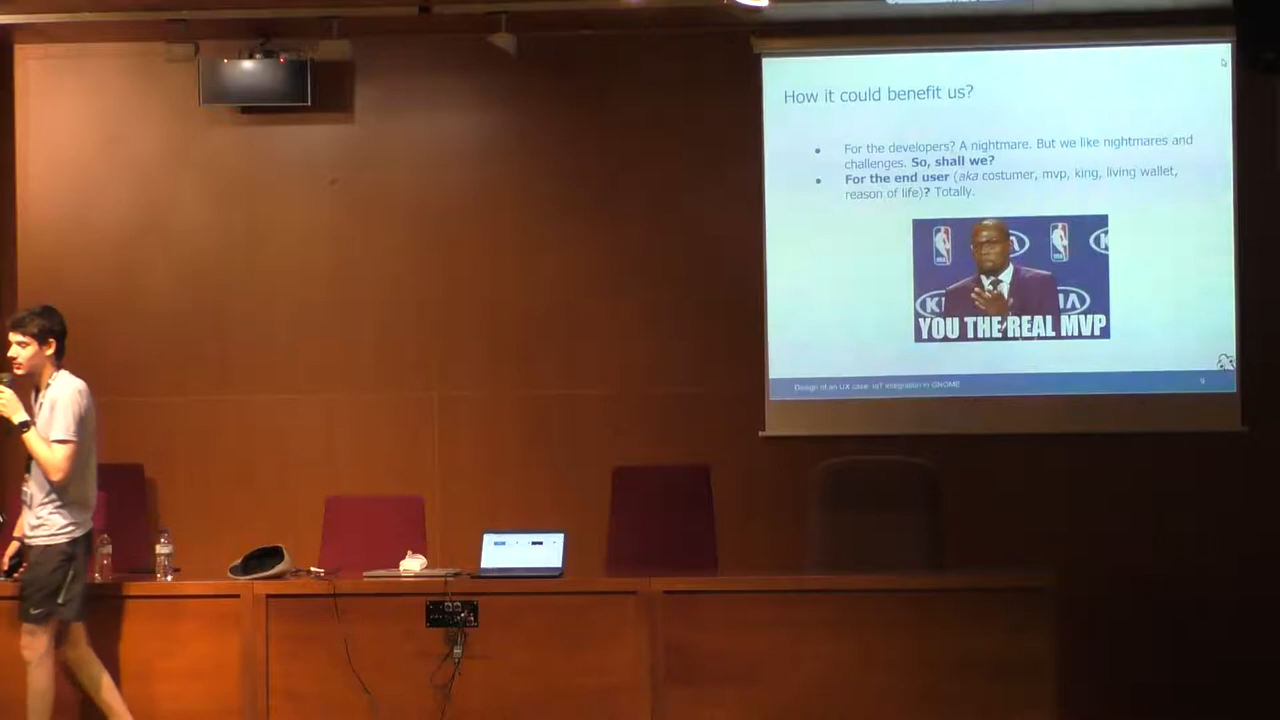 How it could benefit us?
For the developers? A nightmare. But we like nightmares and
challenges. So, shall we?
For the end user (aka costumer, mvp, king, living wallet,
reason of life)? Totally.
KIA
YOU THE REAL MVP
Design of an UX case: IoT integration in GNOME
9